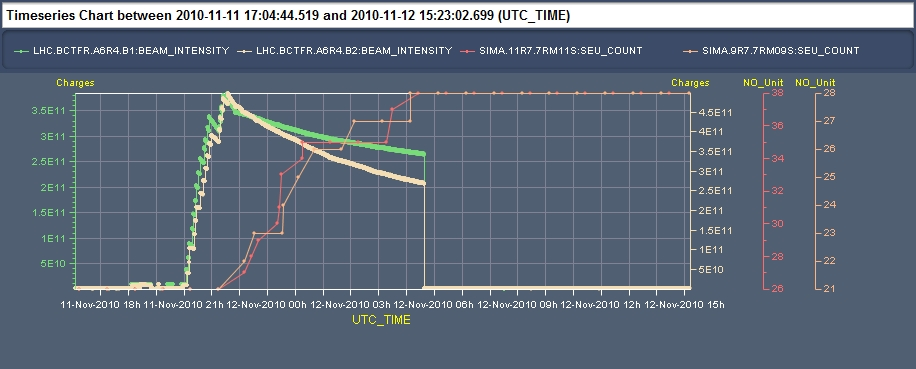 Timeseries Chart between 2010-11-11 17:04:44.519 and 2010-11-12 15:23:02.699 (UTC_TIME)
LHC.BCTFR.A6R4.B1:BEAM_INTENSITY LHC.BCTFR.A6R4.B2:BEAM_INTENSITY SIMA.11R7.7RM11S:SEU_COUNT SIMA.9R7.7RM09S:SEU_COUNT
Charges Charges NO_Unit NO_Unit
3.5E11
3E11
2.5E11
2E11
1.5E11
1E11
5E10
4.5E11
4E11
3.5E11
3E11
2.5E11
2E11
1.5E11
1E11
5E10
38
36
34
32
30
28
26
28
27
26
25
24
23
22
21
11-Nov-2010 18h 11-Nov-2010 21h 12-Nov-2010 00h 12-Nov-2010 03h 12-Nov-2010 06h 12-Nov-2010 09h 12-Nov-2010 12h 12-Nov-2010 15h
UTC_TIME